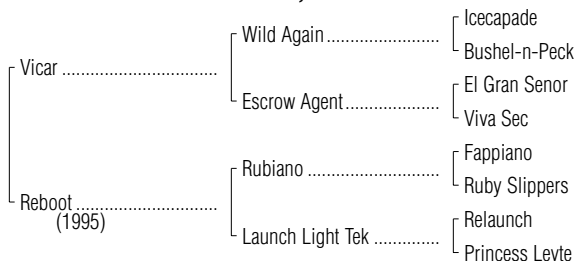 Icecapade
Wild Again ..........................
Bushel-n-Peck
Vicar ....................................
El Gran Senor
Escrow Agent......................
Viva Sec
Fappiano
Rubiano ..............................
Ruby Slippers
Reboot ..........................
(1995)
Relaunch
Launch Light Tek ...............
Princess Leyte